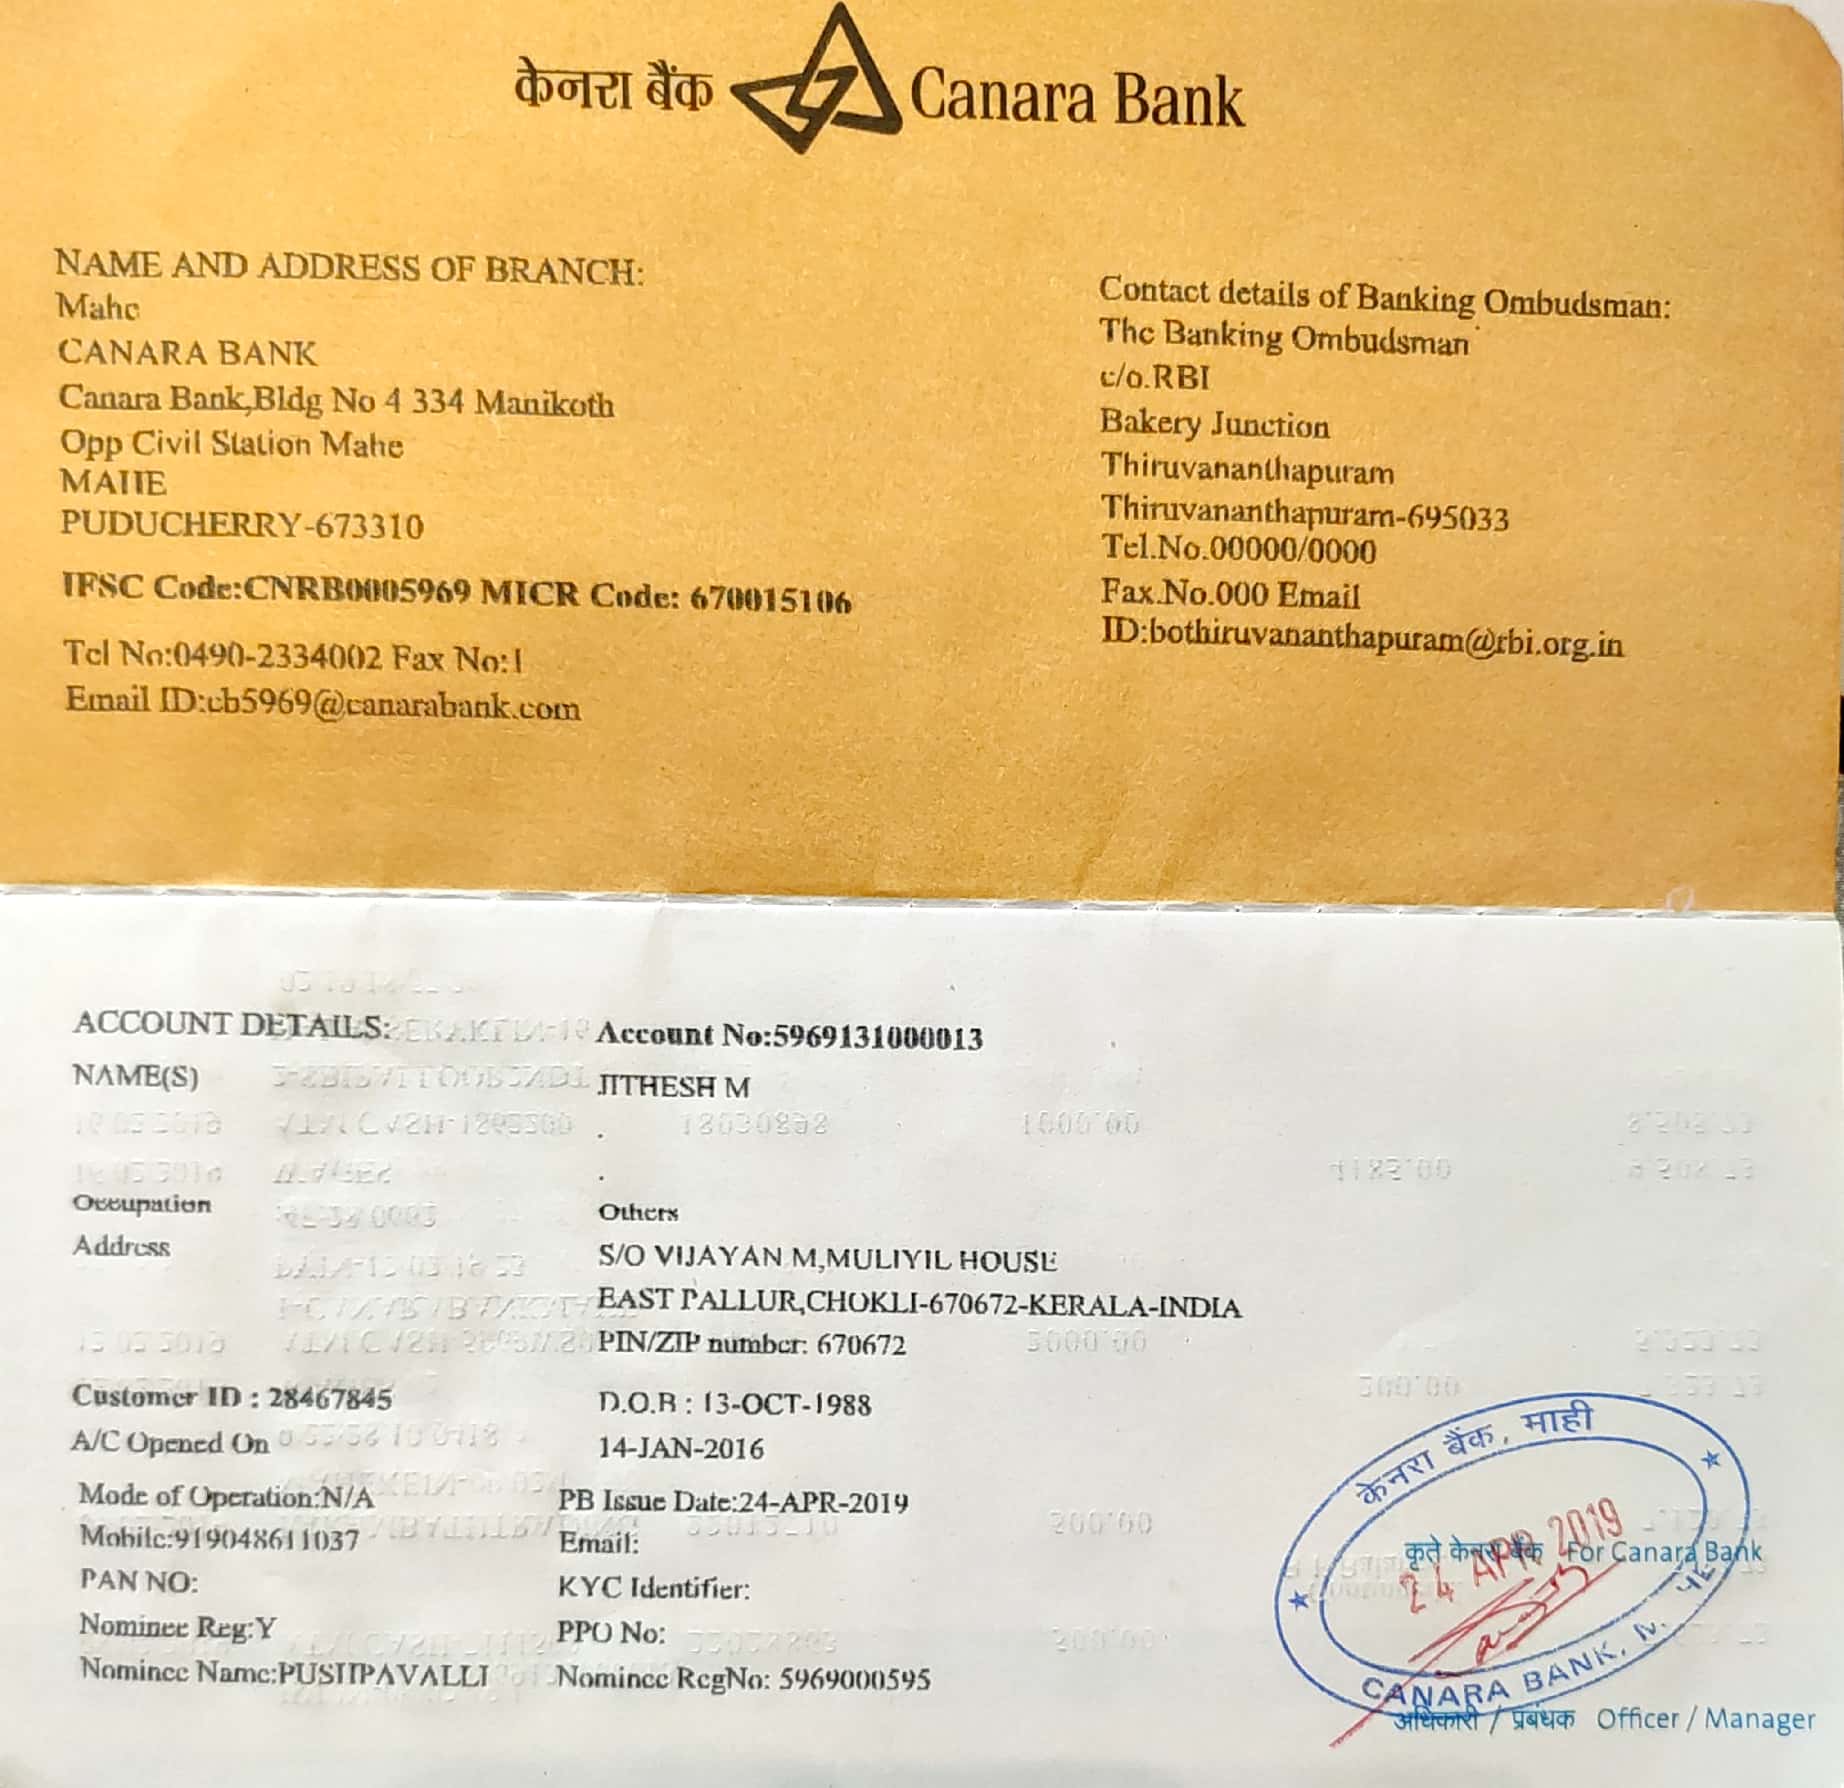 केनरा बैंक Canara Bank
NAME AND ADDRESS OF BRANCH:
Mahe
CANARA BANK
Canara Bank,Bldg No 4 334 Manikoth
Opp Civil Station Mahe
MAHE
PUDUCHERRY-673310
IFSC Code:CNRB0005969 MICR Code: 670015106
Tel No:0490-2334002 Fax No:1
Email ID:cb5969@canarabank.com
Contact details of Banking Ombudsman:
The Banking Ombudsman
c/o.RBI
Bakery Junction
Thiruvananthapuram
Thiruvananthapuram-695033
Tel.No.00000/0000
Fax.No.000 Email
ID:bothiruvananthapuram@rbi.org.in
ACCOUNT DETAILS: Account No:5969131000013
NAME(S) JITHESH M
.
.
Occupation Others
Address S/O VIJAYAN M,MULIYIL HOUSE
EAST PALLUR,CHOKLI-670672-KERALA-INDIA
PIN/ZIP number: 670672
Customer ID : 28467845 D.O.B : 13-OCT-1988
A/C Opened On 14-JAN-2016
Mode of Operation:N/A PB Issue Date:24-APR-2019
Mobile:919048611037 Email:
PAN NO: KYC Identifier:
Nominee Reg:Y PPO No:
Nominee Name:PUSHPAVALLI Nominee RegNo: 5969000595
केनरा बैंक, माही
24 APR 2019
कृते केनरा बैंक For Canara Bank
CANARA BANK,
अधिकारी / प्रबंधक Officer / Manager